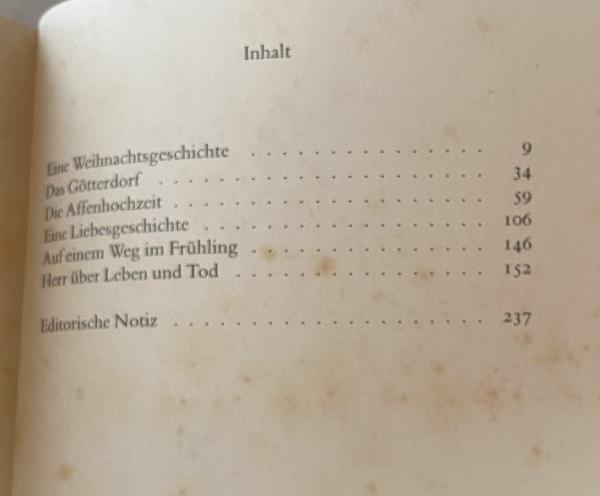 Inhalt
Eine Weihnachtsgeschichte . . . . . . . . . . . . . . 9
Das Götterdorf . . . . . . . . . . . . . . . . . . 34
Die Affenhochzeit . . . . . . . . . . . . . . . . . 59
Eine Liebesgeschichte . . . . . . . . . . . . . . . 106
Auf einem Weg im Frühling . . . . . . . . . . . . . 146
Herr über Leben und Tod . . . . . . . . . . . . . . 152
Editorische Notiz . . . . . . . . . . . . . . . . . 237